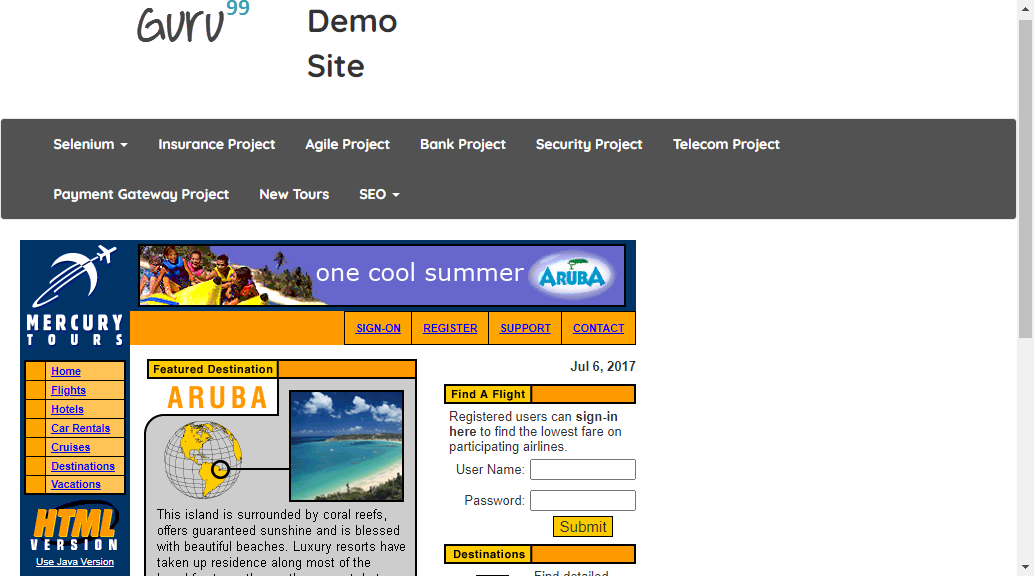 Guru99
Demo
Site
Selenium
Insurance Project
Agile Project
Bank Project
Security Project
Telecom Project
Payment Gateway Project
New Tours
SEO
one cool summer
ARUBA
MERCURY
TOURS
SIGN-ON
REGISTER
SUPPORT
CONTACT
Home
Flights
Hotels
Car Rentals
Cruises
Destinations
Vacations
HTML
VERSION
Use Java Version
Featured Destination
ARUBA
This island is surrounded by coral reefs,
offers guaranteed sunshine and is blessed
with beautiful beaches. Luxury resorts have
taken up residence along most of the
Jul 6, 2017
Find A Flight
Registered users can sign-in
here to find the lowest fare on
participating airlines.
User Name:
Password:
Submit
Destinations
Find detailed